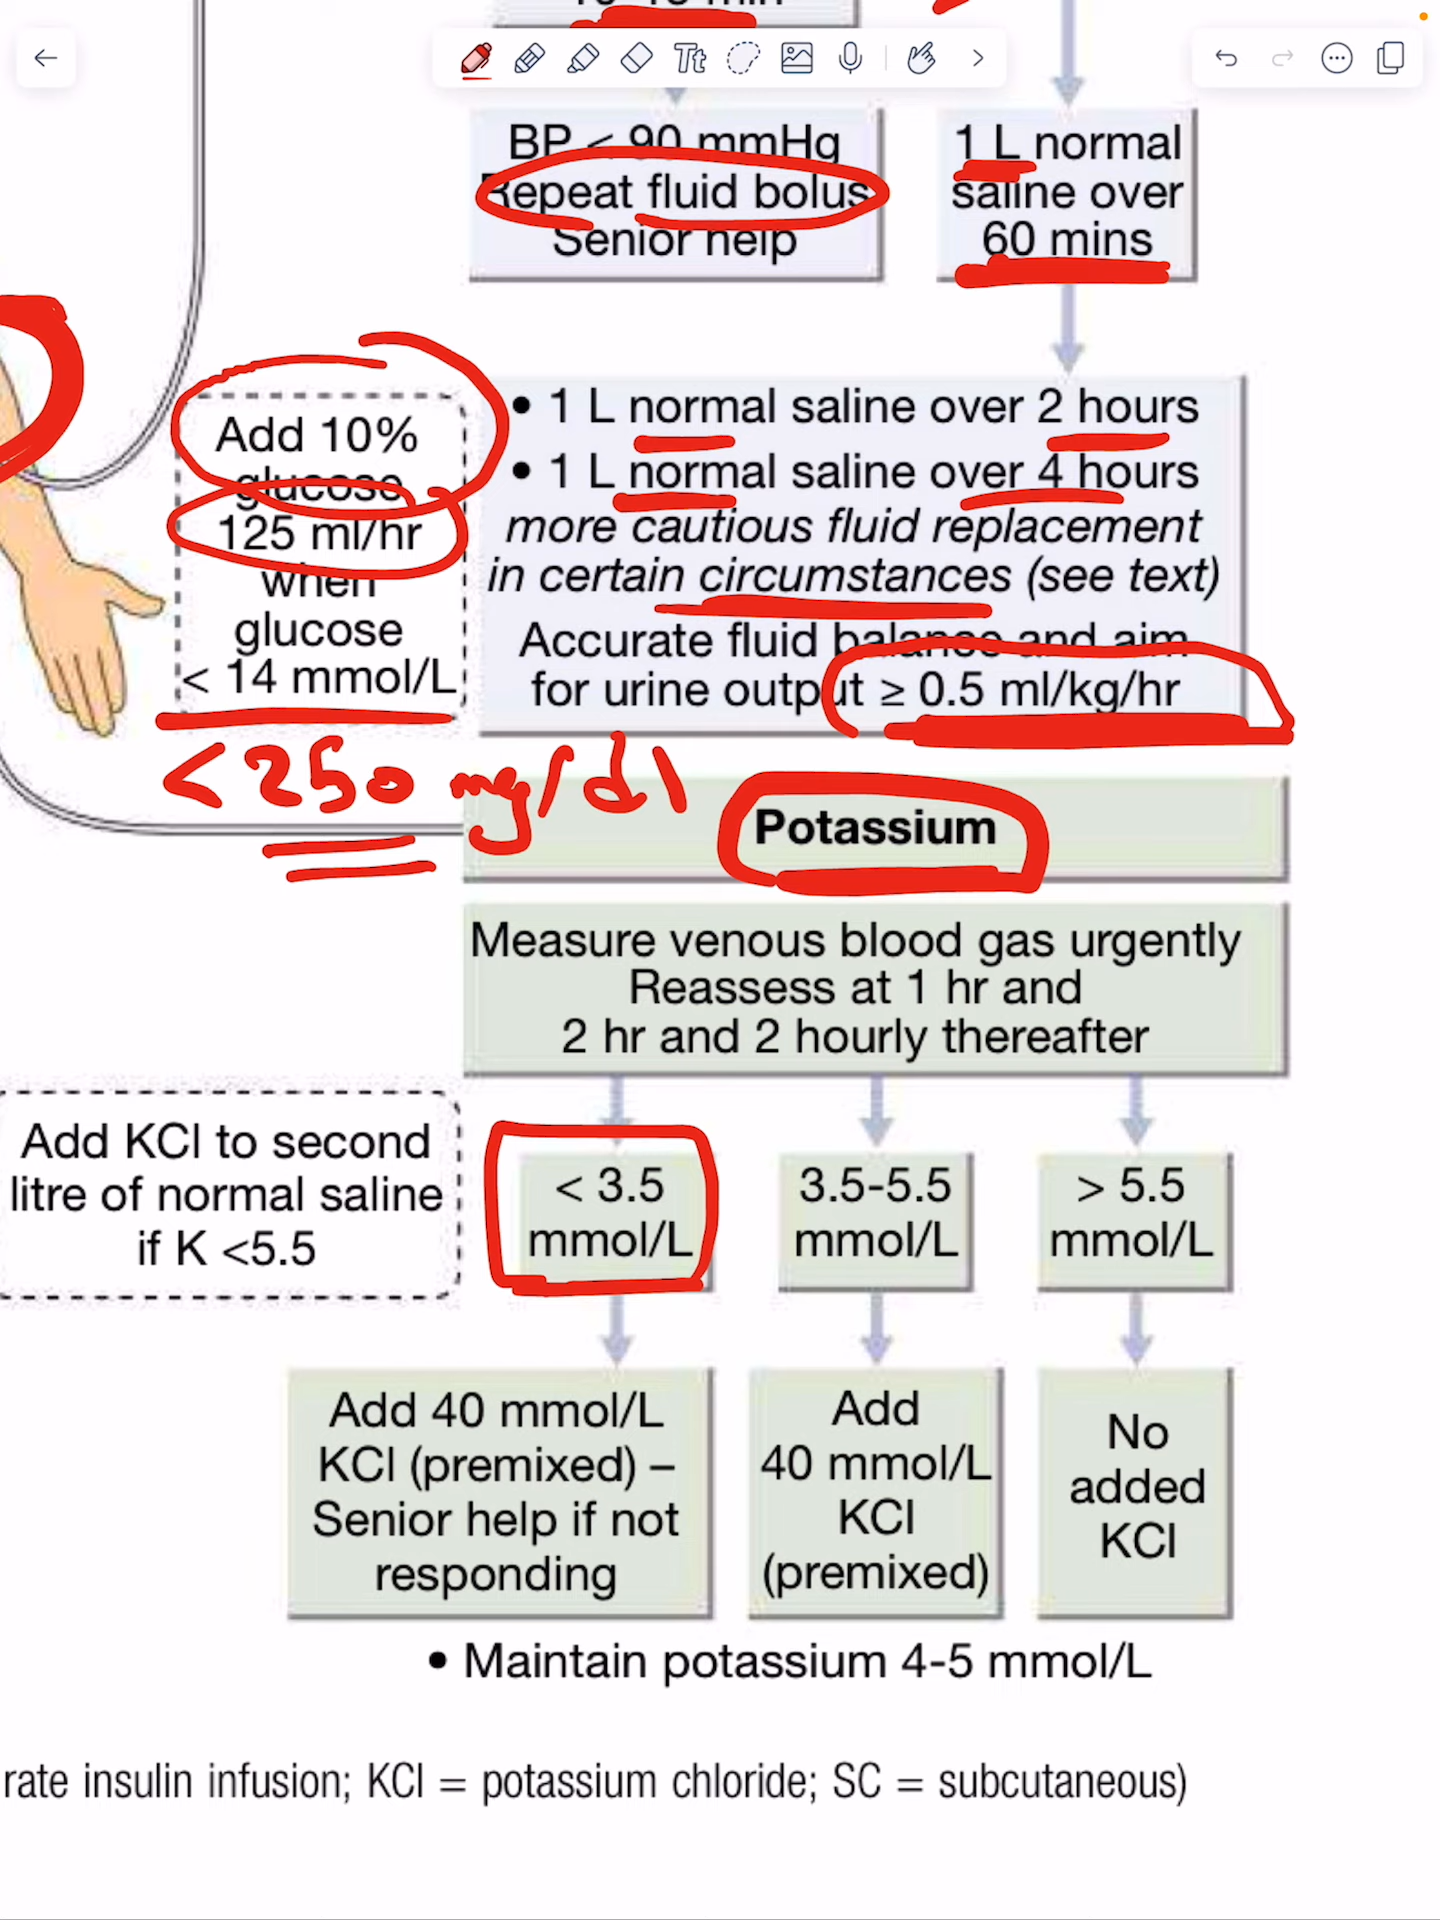 Tt
BP < 90 mmHg
Repeat fluid bolus
Senior help
1 L normal
saline over
60 mins
Add 10%
glucose
125 ml/hr
when
glucose
< 14 mmol/L
• 1 L normal saline over 2 hours
• 1 L normal saline over 4 hours
more cautious fluid replacement
in certain circumstances (see text)
Accurate fluid balance and aim
for urine output ≥ 0.5 ml/kg/hr
<250 mg/dl
Potassium
Measure venous blood gas urgently
Reassess at 1 hr and
2 hr and 2 hourly thereafter
Add KCl to second
litre of normal saline
if K <5.5
< 3.5
mmol/L
3.5-5.5
mmol/L
> 5.5
mmol/L
Add 40 mmol/L
KCl (premixed) –
Senior help if not
responding
Add
40 mmol/L
KCl
(premixed)
No
added
KCl
• Maintain potassium 4-5 mmol/L
rate insulin infusion; KCl = potassium chloride; SC = subcutaneous)